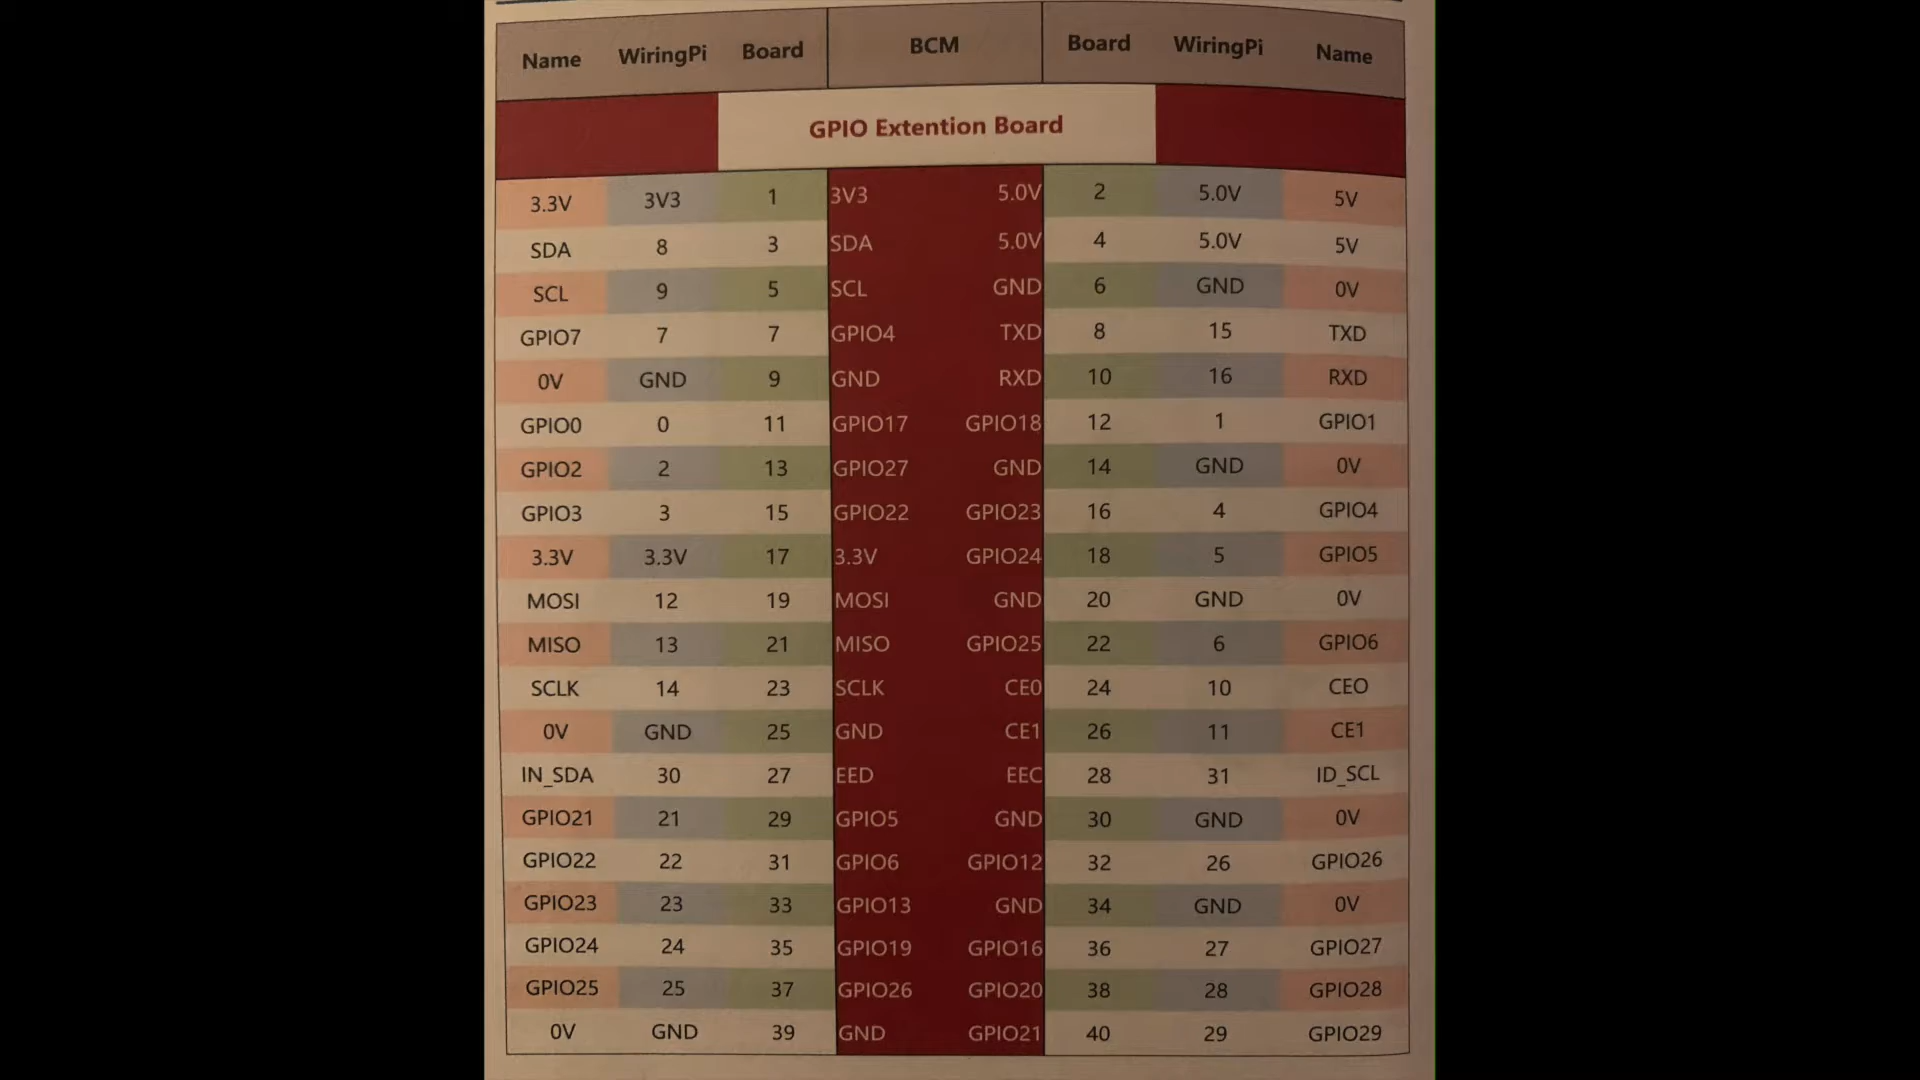 Name WiringPi Board BCM Board WiringPi Name
GPIO Extention Board
3.3V 3V3 1 3V3 5.0V 2 5.0V 5V
SDA 8 3 SDA 5.0V 4 5.0V 5V
SCL 9 5 SCL GND 6 GND 0V
GPIO7 7 7 GPIO4 TXD 8 15 TXD
0V GND 9 GND RXD 10 16 RXD
GPIO0 0 11 GPIO17 GPIO18 12 1 GPIO1
GPIO2 2 13 GPIO27 GND 14 GND 0V
GPIO3 3 15 GPIO22 GPIO23 16 4 GPIO4
3.3V 3.3V 17 3.3V GPIO24 18 5 GPIO5
MOSI 12 19 MOSI GND 20 GND 0V
MISO 13 21 MISO GPIO25 22 6 GPIO6
SCLK 14 23 SCLK CE0 24 10 CEO
0V GND 25 GND CE1 26 11 CE1
IN_SDA 30 27 EED EEC 28 31 ID_SCL
GPIO21 21 29 GPIO5 GND 30 GND 0V
GPIO22 22 31 GPIO6 GPIO12 32 26 GPIO26
GPIO23 23 33 GPIO13 GND 34 GND 0V
GPIO24 24 35 GPIO19 GPIO16 36 27 GPIO27
GPIO25 25 37 GPIO26 GPIO20 38 28 GPIO28
0V GND 39 GND GPIO21 40 29 GPIO29